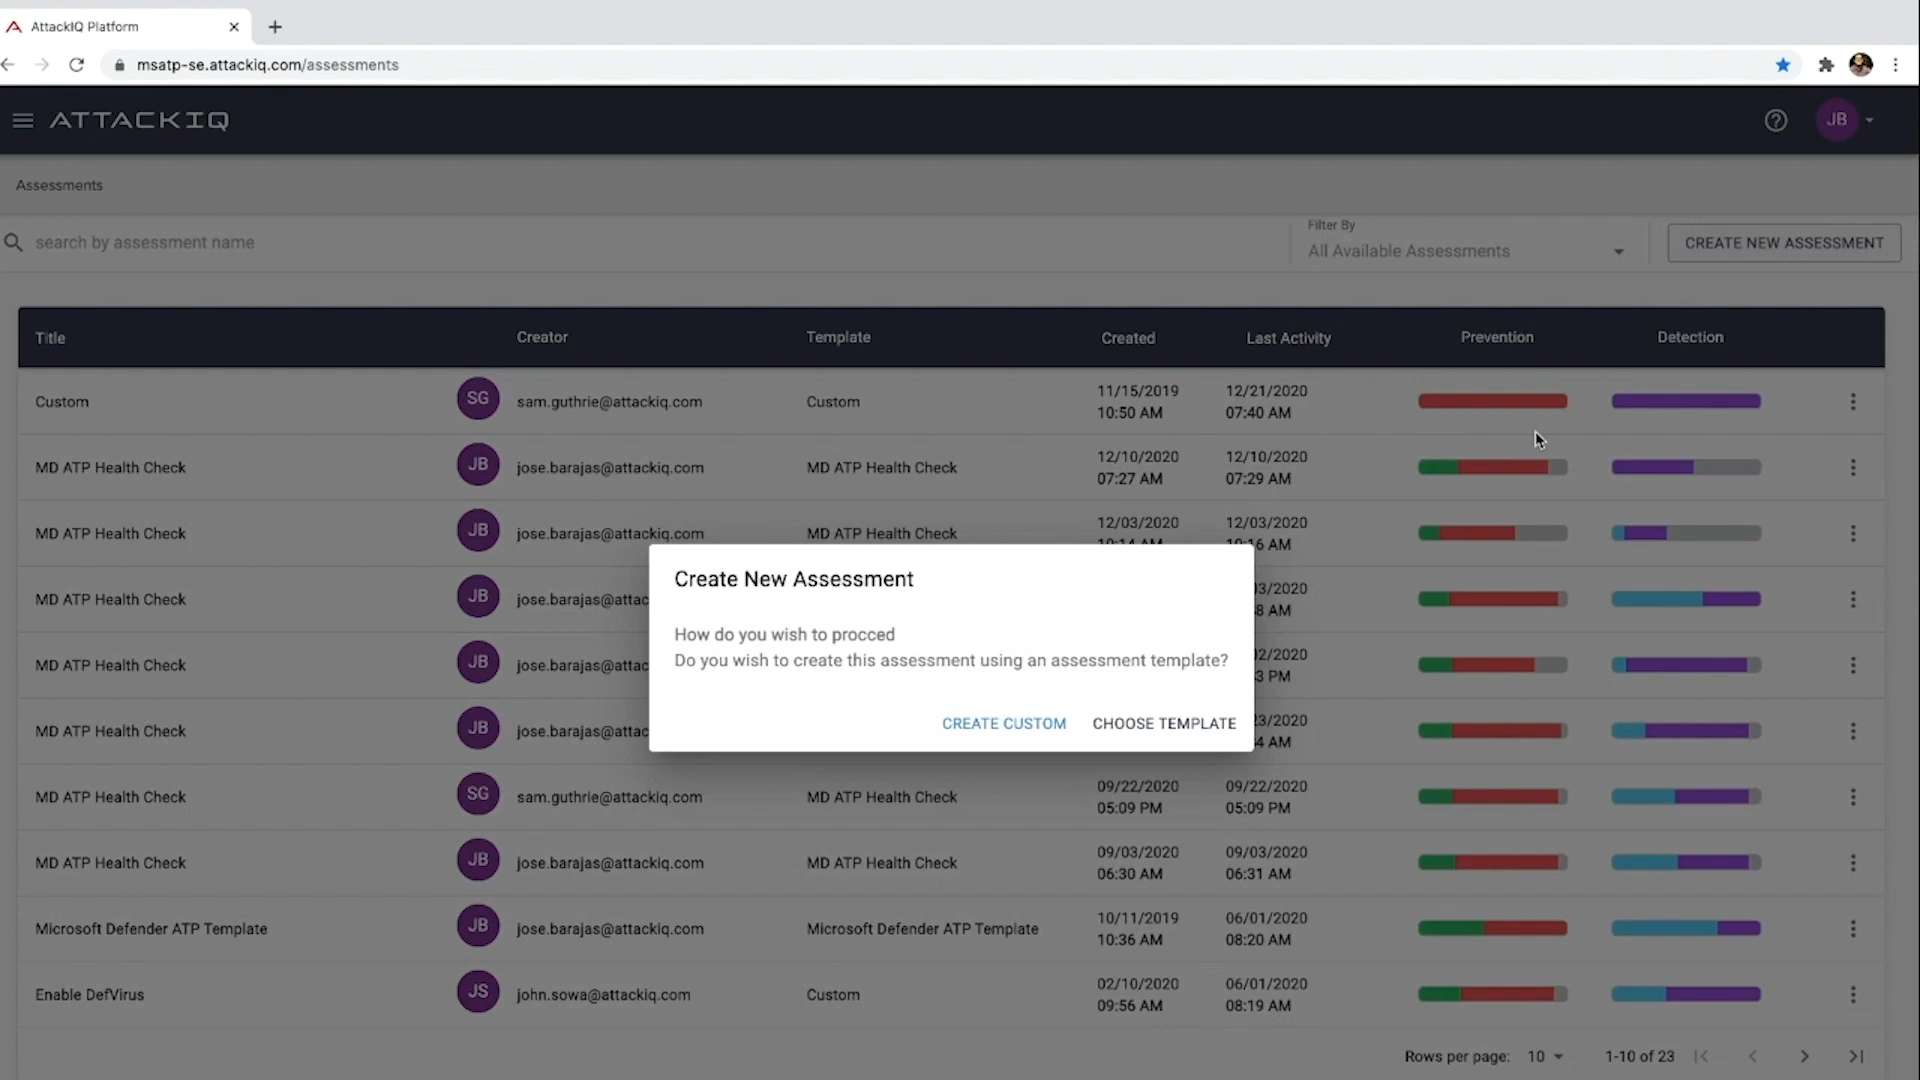 AttackIQ Platform
msatp-se.attackiq.com/assessments
ATTACKIQ
JB
Assessments
search by assessment name
Filter By
All Available Assessments
CREATE NEW ASSESSMENT
Title Creator Template Created Last Activity Prevention Detection
Custom SG sam.guthrie@attackiq.com Custom 11/15/2019 10:50 AM 12/21/2020 07:40 AM
MD ATP Health Check JB jose.barajas@attackiq.com MD ATP Health Check 12/10/2020 07:27 AM 12/10/2020 07:29 AM
MD ATP Health Check JB jose.barajas@attackiq.com MD ATP Health Check 12/03/2020 10:14 AM 12/03/2020 10:16 AM
MD ATP Health Check JB jose.barajas@attac 03/2020 8 AM
MD ATP Health Check JB jose.barajas@attac 02/2020 3 PM
MD ATP Health Check JB jose.barajas@attac 23/2020 4 AM
MD ATP Health Check SG sam.guthrie@attackiq.com MD ATP Health Check 09/22/2020 05:09 PM 09/22/2020 05:09 PM
MD ATP Health Check JB jose.barajas@attackiq.com MD ATP Health Check 09/03/2020 06:30 AM 09/03/2020 06:31 AM
Microsoft Defender ATP Template JB jose.barajas@attackiq.com Microsoft Defender ATP Template 10/11/2019 10:36 AM 06/01/2020 08:20 AM
Enable DefVirus JS john.sowa@attackiq.com Custom 02/10/2020 09:56 AM 06/01/2020 08:19 AM
Create New Assessment
How do you wish to procced
Do you wish to create this assessment using an assessment template?
CREATE CUSTOM CHOOSE TEMPLATE
Rows per page: 10 1-10 of 23